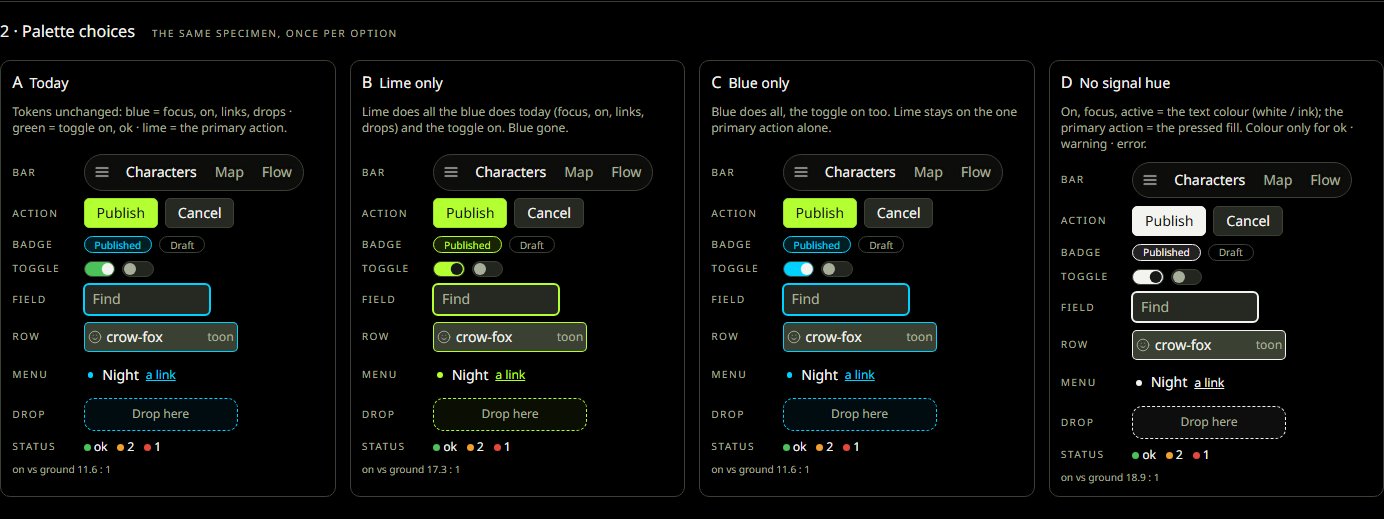 2 · Palette choices THE SAME SPECIMEN, ONCE PER OPTION
A Today
Tokens unchanged: blue = focus, on, links, drops ·
green = toggle on, ok · lime = the primary action.
BAR Characters Map Flow
ACTION Publish Cancel
BADGE Published Draft
TOGGLE
FIELD Find
ROW crow-fox toon
MENU Night a link
DROP Drop here
STATUS ok 2 1
on vs ground 11.6 : 1
B Lime only
Lime does all the blue does today (focus, on, links,
drops) and the toggle on. Blue gone.
BAR Characters Map Flow
ACTION Publish Cancel
BADGE Published Draft
TOGGLE
FIELD Find
ROW crow-fox toon
MENU Night a link
DROP Drop here
STATUS ok 2 1
on vs ground 17.3 : 1
C Blue only
Blue does all, the toggle on too. Lime stays on the one
primary action alone.
BAR Characters Map Flow
ACTION Publish Cancel
BADGE Published Draft
TOGGLE
FIELD Find
ROW crow-fox toon
MENU Night a link
DROP Drop here
STATUS ok 2 1
on vs ground 11.6 : 1
D No signal hue
On, focus, active = the text colour (white / ink); the
primary action = the pressed fill. Colour only for ok ·
warning · error.
BAR Characters Map Flow
ACTION Publish Cancel
BADGE Published Draft
TOGGLE
FIELD Find
ROW crow-fox toon
MENU Night a link
DROP Drop here
STATUS ok 2 1
on vs ground 18.9 : 1